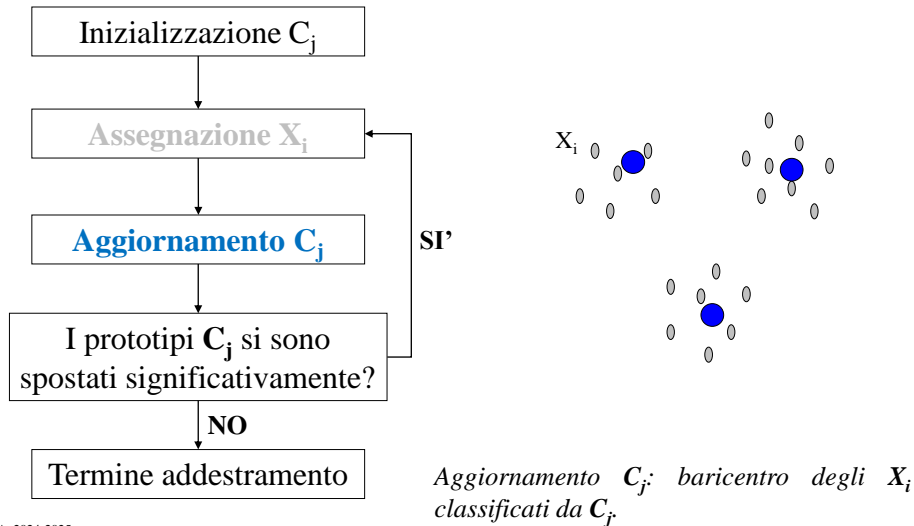 Inizializzazione Cj
Assegnazione Xi
Aggiornamento Cj
I prototipi Cj si sono
spostati significativamente?
SI’
NO
Termine addestramento
Xi
Aggiornamento Cj: baricentro degli Xi
classificati da Cj.